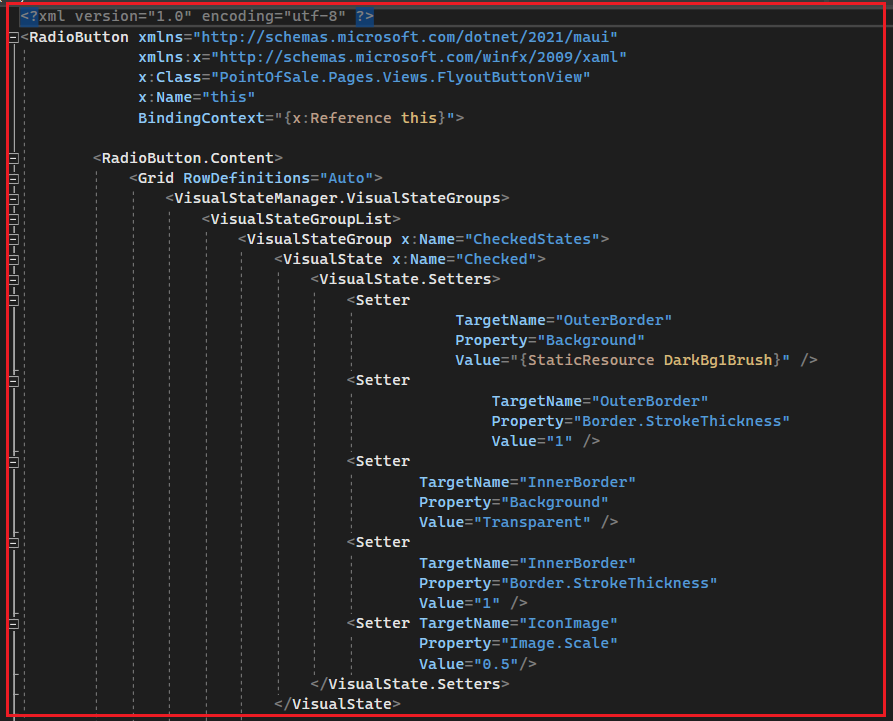 <?xml version="1.0" encoding="utf-8" ?>
<RadioButton xmlns="http://schemas.microsoft.com/dotnet/2021/maui"
xmlns:x="http://schemas.microsoft.com/winfx/2009/xaml"
x:Class="PointOfSale.Pages.Views.FlyoutButtonView"
x:Name="this"
BindingContext="{x:Reference this}">
<RadioButton.Content>
<Grid RowDefinitions="Auto">
<VisualStateManager.VisualStateGroups>
<VisualStateGroupList>
<VisualStateGroup x:Name="CheckedStates">
<VisualState x:Name="Checked">
<VisualState.Setters>
<Setter
TargetName="OuterBorder"
Property="Background"
Value="{StaticResource DarkBg1Brush}" />
<Setter
TargetName="OuterBorder"
Property="Border.StrokeThickness"
Value="1" />
<Setter
TargetName="InnerBorder"
Property="Background"
Value="Transparent" />
<Setter
TargetName="InnerBorder"
Property="Border.StrokeThickness"
Value="1" />
<Setter TargetName="IconImage"
Property="Image.Scale"
Value="0.5"/>
</VisualState.Setters>
</VisualState>